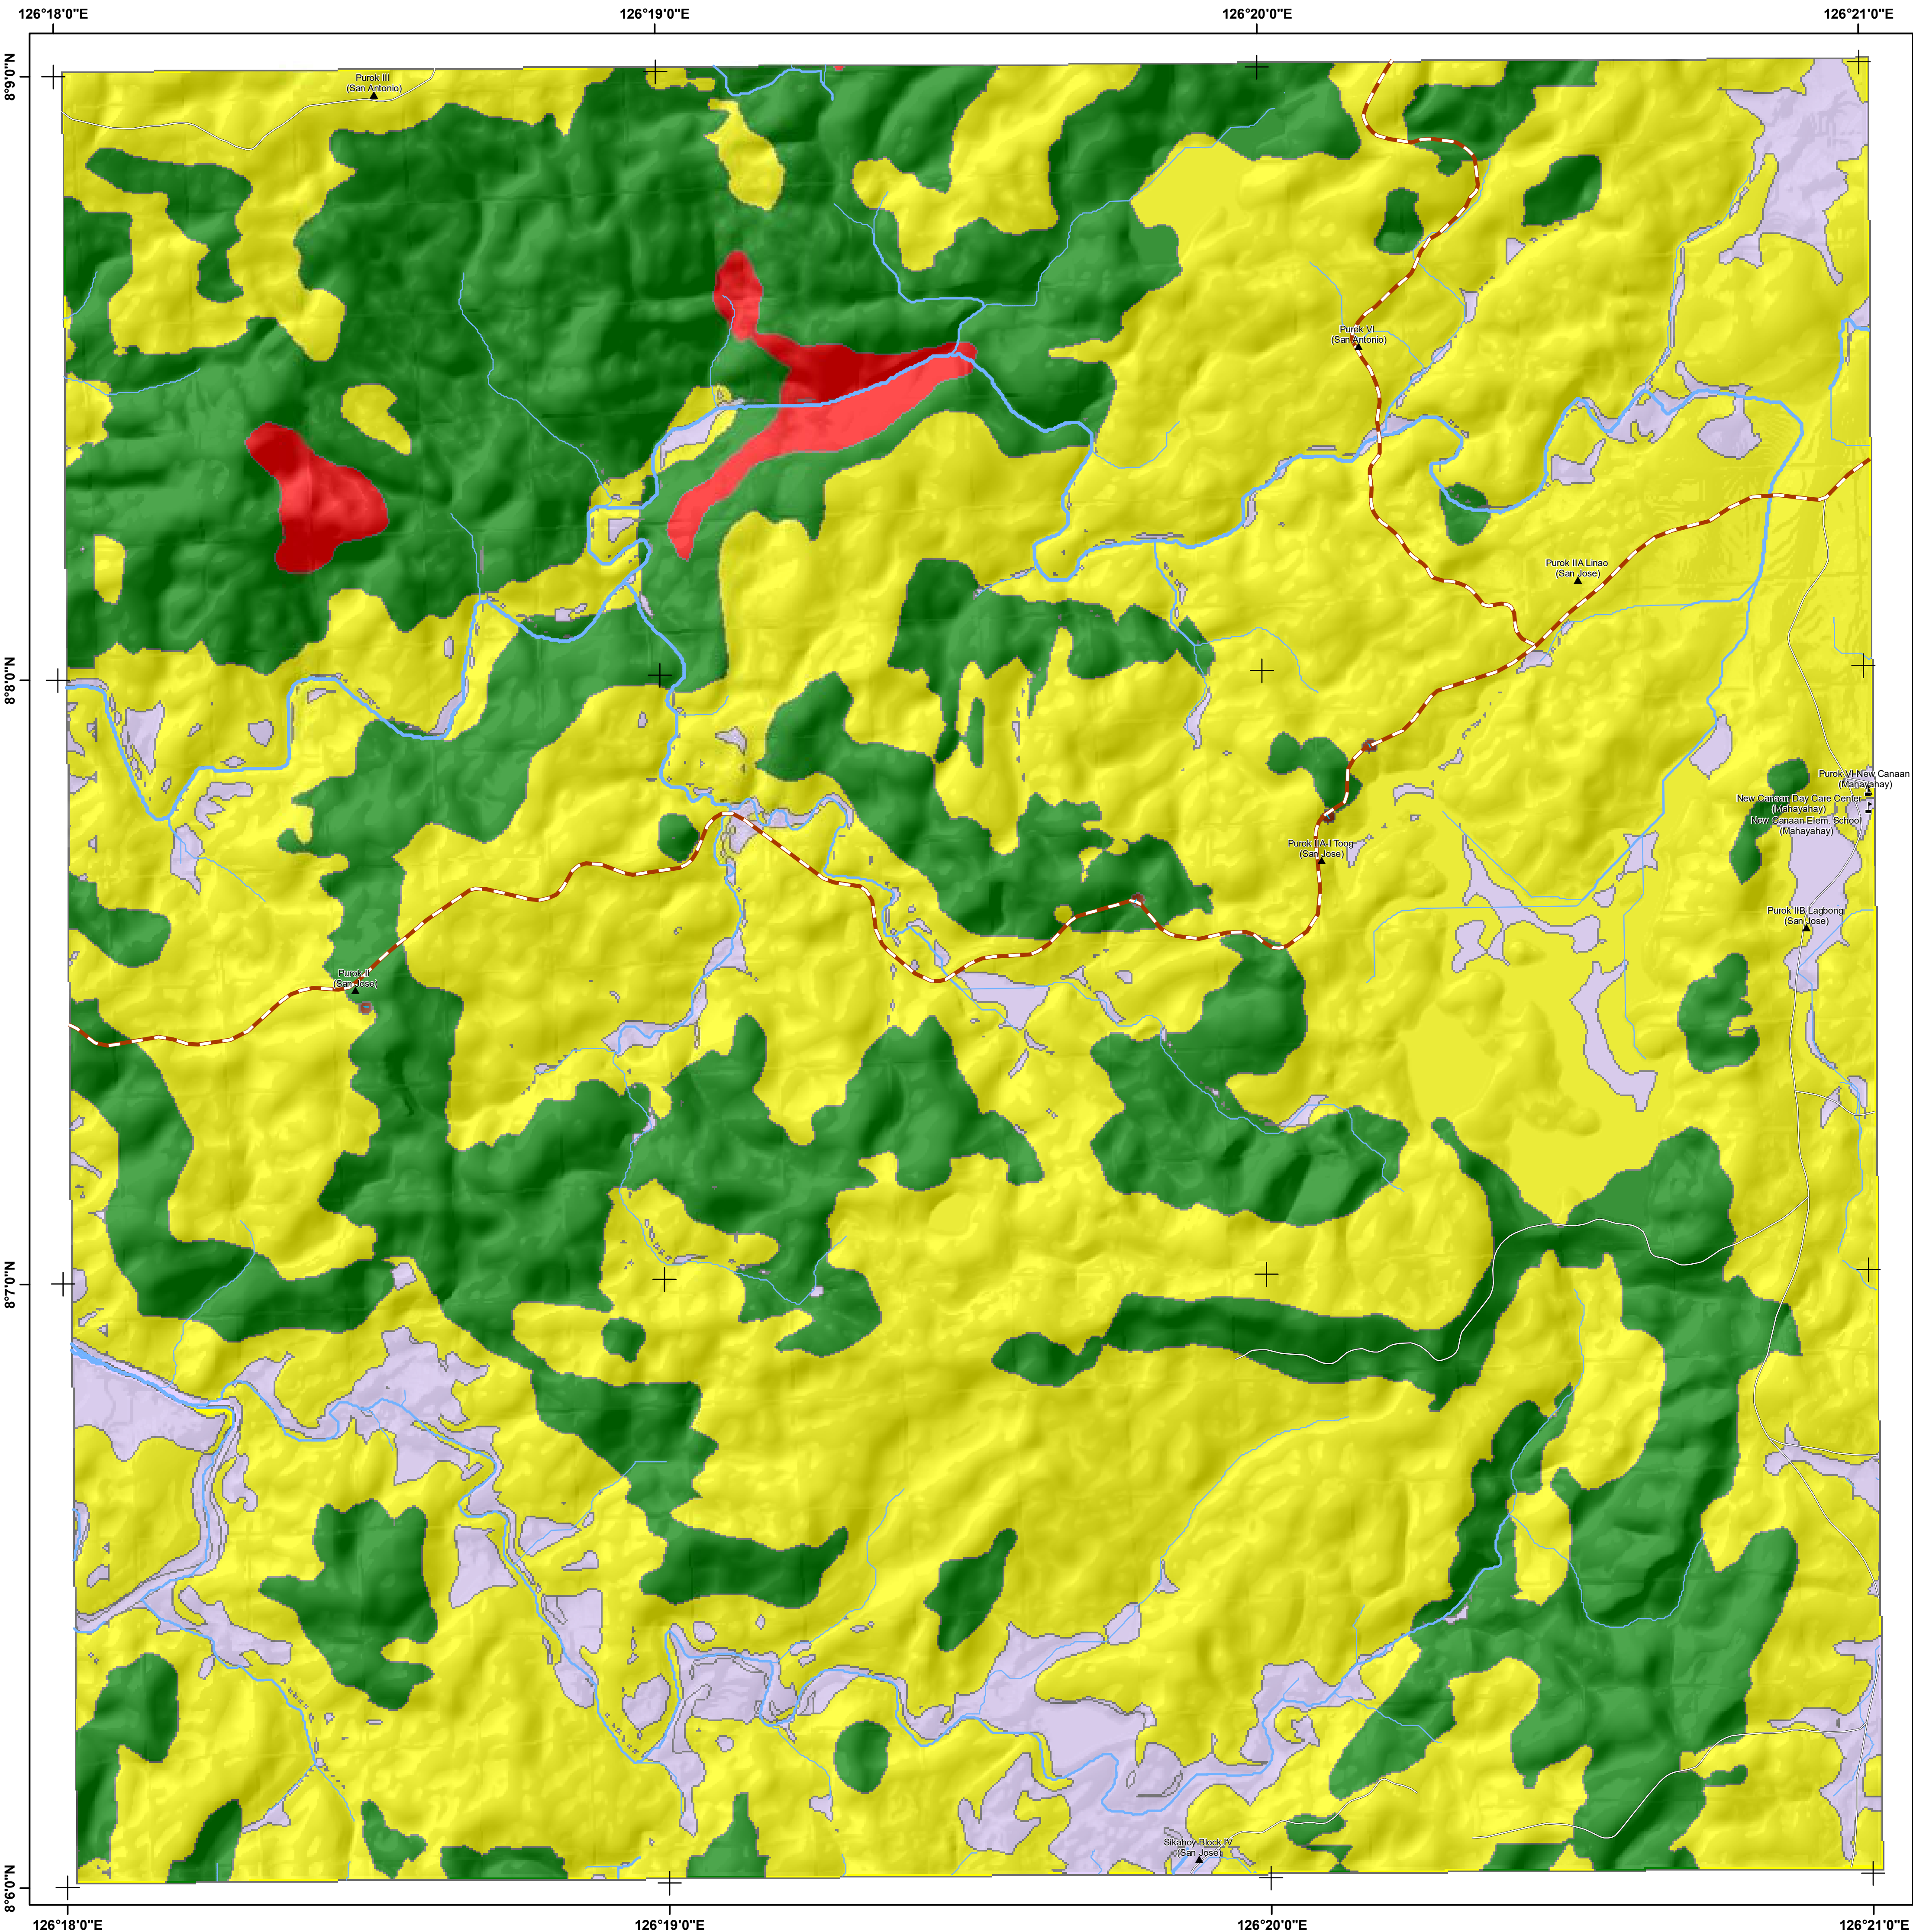 126°18'0"E
126°19'0"E
126°20'0"E
126°21'0"E
8°9'0"N
Purok III
(San Antonio)
Purok VI
(San Antonio)
Purok IIA Linao
(San Jose)
8°8'0"N
Purok VI-New Canaan
(Mahayahay)
New Canaan Day Care Center
(Mahayahay)
New Canaan Elem. School
(Mahayahay)
Purok IIA-I Toog
(San Jose)
Purok IIB Lagbong
(San Jose)
Purok II
(San Jose)
8°7'0"N
Sikahoy Block IV
(San Jose)
8°6'0"N
126°18'0"E
126°19'0"E
126°20'0"E
126°21'0"E